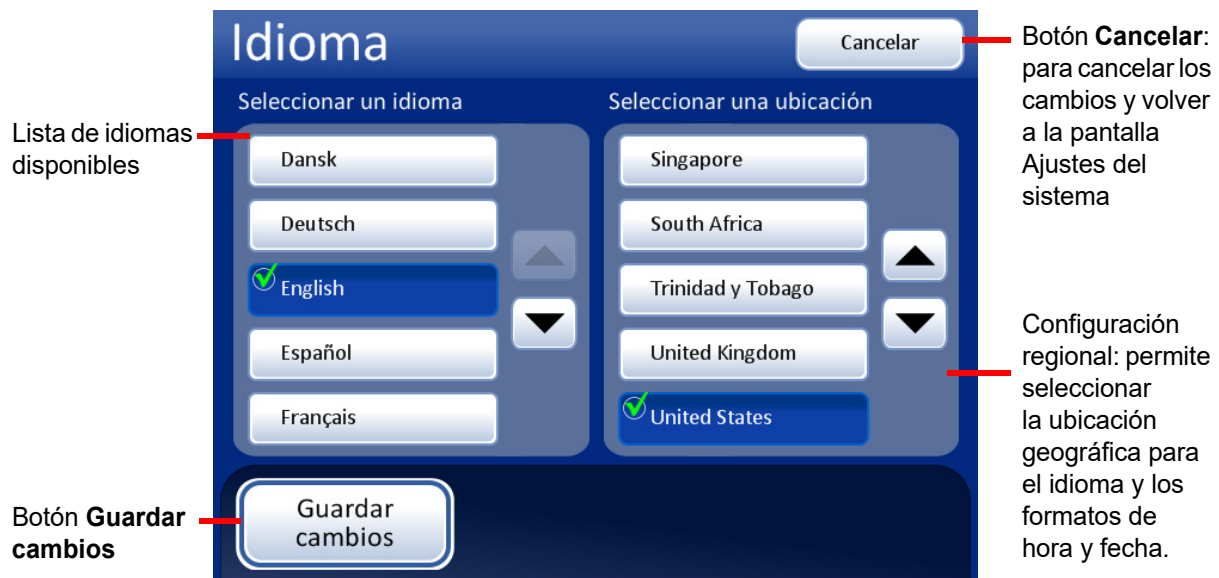 Idioma
Cancelar
Seleccionar un idioma
Seleccionar una ubicación
Dansk
Deutsch
English
Español
Français
Singapore
South Africa
Trinidad y Tobago
United Kingdom
United States
Guardar
cambios
Lista de idiomas
disponibles
Botón Guardar
cambios
Botón Cancelar:
para cancelar los
cambios y volver
a la pantalla
Ajustes del
sistema
Configuración
regional: permite
seleccionar
la ubicación
geográfica para
el idioma y los
formatos de
hora y fecha.